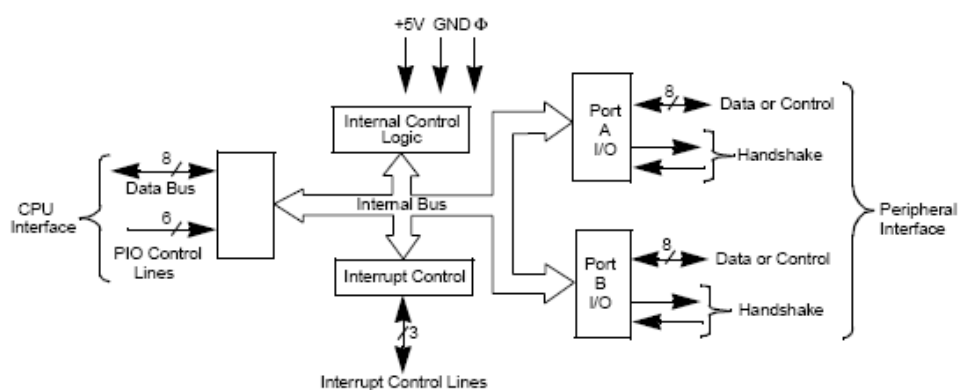 +5V GND Φ
Internal Control
Logic
Port
A
I/O
8
Data or Control
Handshake
CPU
Interface
8
Data Bus
6
PIO Control
Lines
Internal Bus
Peripheral
Interface
Interrupt Control
3
Interrupt Control Lines
Port
B
I/O
8
Data or Control
Handshake